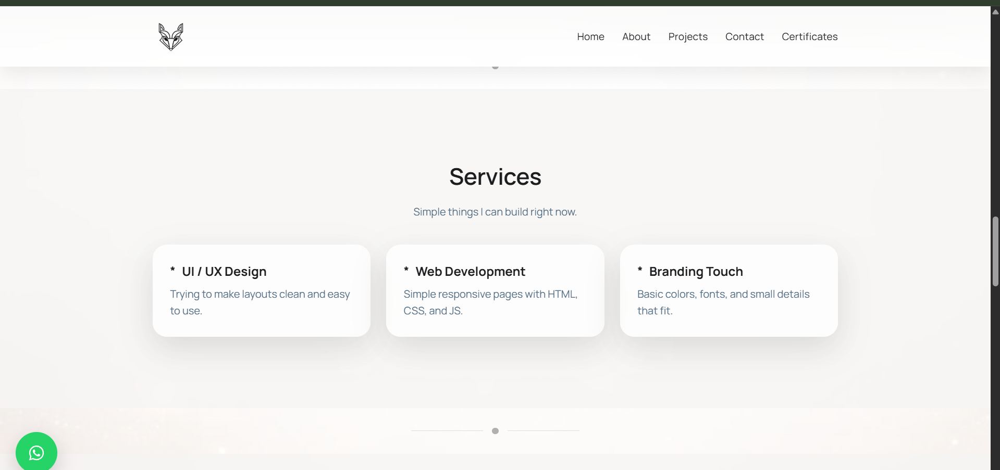 Home About Projects Contact Certificates
Services
Simple things I can build right now.
* UI / UX Design
Trying to make layouts clean and easy
to use.
* Web Development
Simple responsive pages with HTML,
CSS, and JS.
* Branding Touch
Basic colors, fonts, and small details
that fit.